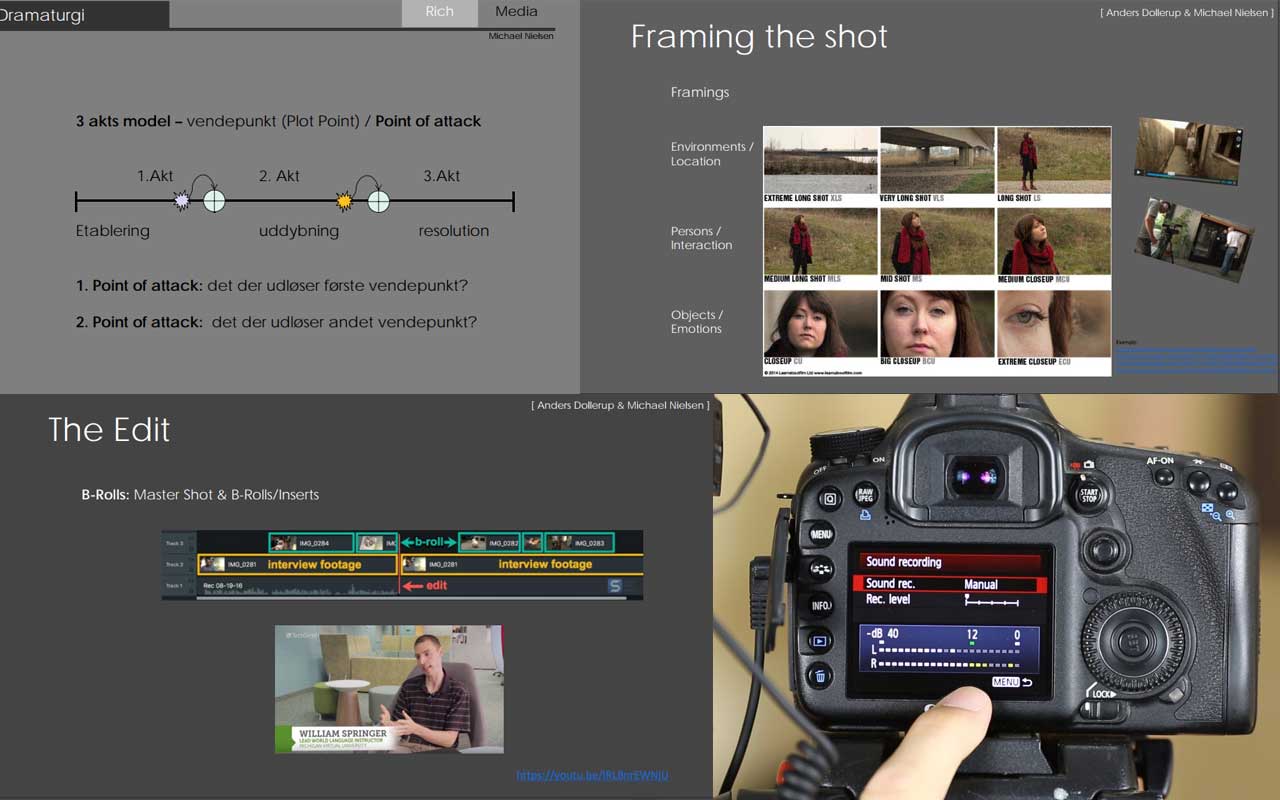 Dramaturgi
Rich Media
Michael Nielsen
3 akts model – vendepunkt (Plot Point) / Point of attack
1.Akt 2. Akt 3.Akt
Etablering uddybning resolution
1. Point of attack: det der udløser første vendepunkt?
2. Point of attack: det der udløser andet vendepunkt?
[ Anders Dollerup & Michael Nielsen ]
Framing the shot
Framings
Environments /
Location
EXTREME LONG SHOT XLS VERY LONG SHOT VLS LONG SHOT LS
Persons /
Interaction
MEDIUM LONG SHOT MLS MID SHOT MS MEDIUM CLOSEUP MCU
Objects /
Emotions
CLOSEUP CU BIG CLOSEUP BCU EXTREME CLOSEUP ECU
© 2014 Learnaboutfilm Ltd www.learnaboutfilm.com
[ Anders Dollerup & Michael Nielsen ]
The Edit
B-Rolls: Master Shot & B-Rolls/Inserts
Track 3 IMG_0284 IMG b-roll IMG_0282 IMG_0283
Track 2 IMG_0281 interview footage IMG_0281 interview footage
Track 1 Rec 08-19-16 edit S
WILLIAM SPRINGER
LEAD WORLD LANGUAGE INSTRUCTOR
MICHIGAN VIRTUAL UNIVERSITY
OFF ON
RAW
JPEG
Q
MENU
INFO.
START
STOP
AF-ON
Sound recording
Sound rec. Manual
Rec. level
-dB 40 12 0
L
R
MENU
LOCK